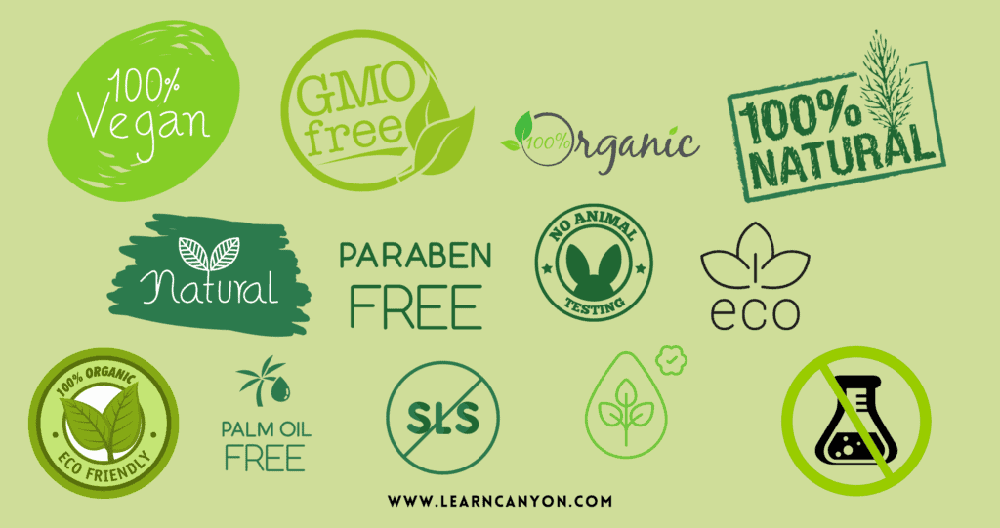 100%
Vegan
GMO
free
100% Organic
100%
NATURAL
Natural
PARABEN
FREE
NO ANIMAL
TESTING
eco
100% ORGANIC
ECO FRIENDLY
PALM OIL
FREE
SLS
WWW.LEARNCANYON.COM